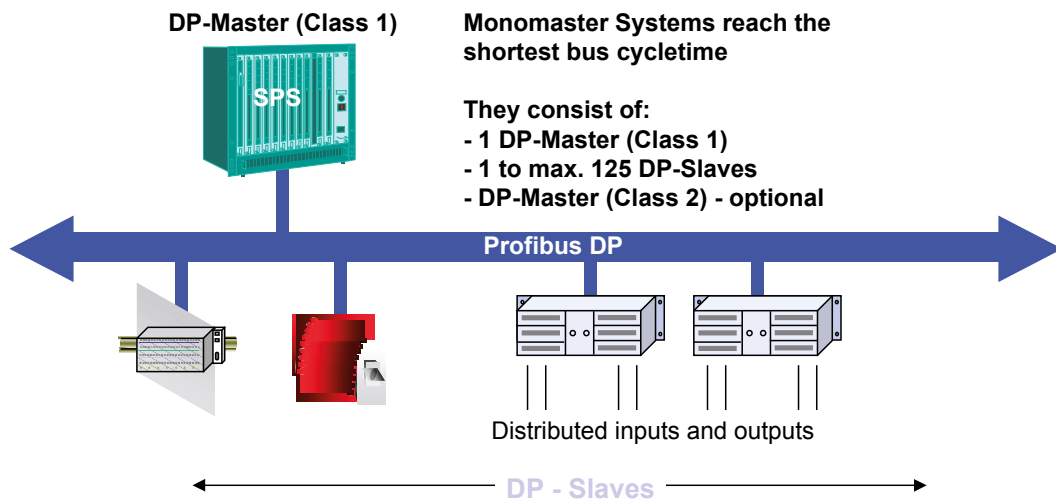 DP-Master (Class 1)
SPS
Monomaster Systems reach the
shortest bus cycletime
They consist of:
- 1 DP-Master (Class 1)
- 1 to max. 125 DP-Slaves
- DP-Master (Class 2) - optional
Profibus DP
Distributed inputs and outputs
DP - Slaves